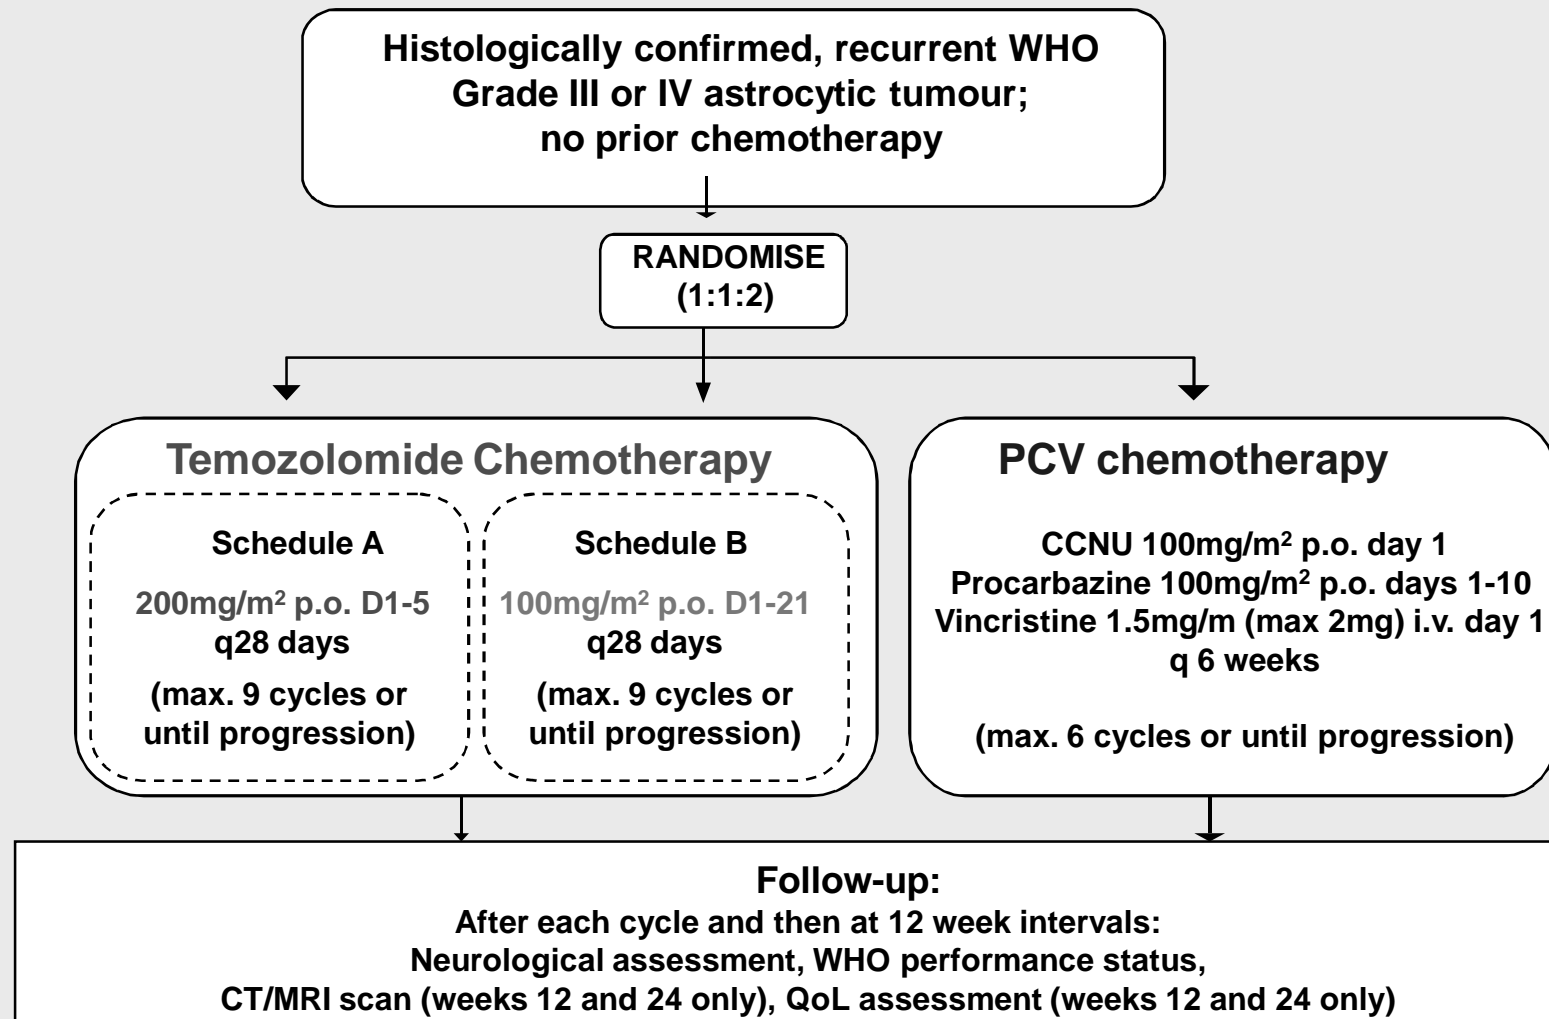 Histologically confirmed, recurrent WHO
Grade III or IV astrocytic tumour;
no prior chemotherapy
RANDOMISE
(1:1:2)
Temozolomide Chemotherapy
Schedule A
200mg/m² p.o. D1-5
q28 days
(max. 9 cycles or
until progression)
Schedule B
100mg/m² p.o. D1-21
q28 days
(max. 9 cycles or
until progression)
PCV chemotherapy
CCNU 100mg/m² p.o. day 1
Procarbazine 100mg/m² p.o. days 1-10
Vincristine 1.5mg/m (max 2mg) i.v. day 1
q 6 weeks
(max. 6 cycles or until progression)
Follow-up:
After each cycle and then at 12 week intervals:
Neurological assessment, WHO performance status,
CT/MRI scan (weeks 12 and 24 only), QoL assessment (weeks 12 and 24 only)